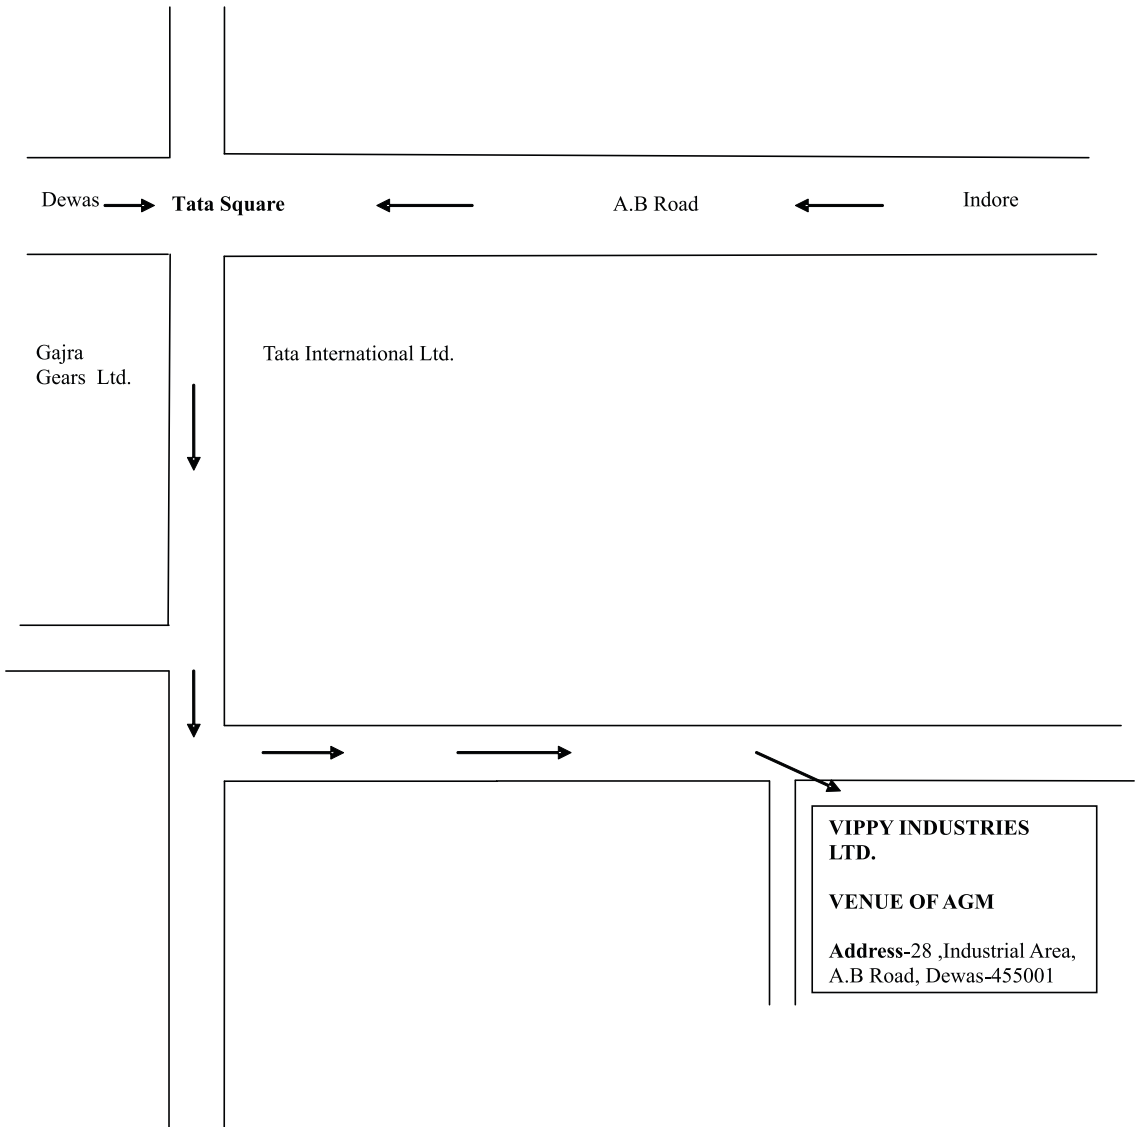 Dewas
Tata Square
A.B Road
Indore
Gajra
Gears Ltd.
Tata International Ltd.
VIPPY INDUSTRIES
LTD.
VENUE OF AGM
Address-28 ,Industrial Area,
A.B Road, Dewas-455001